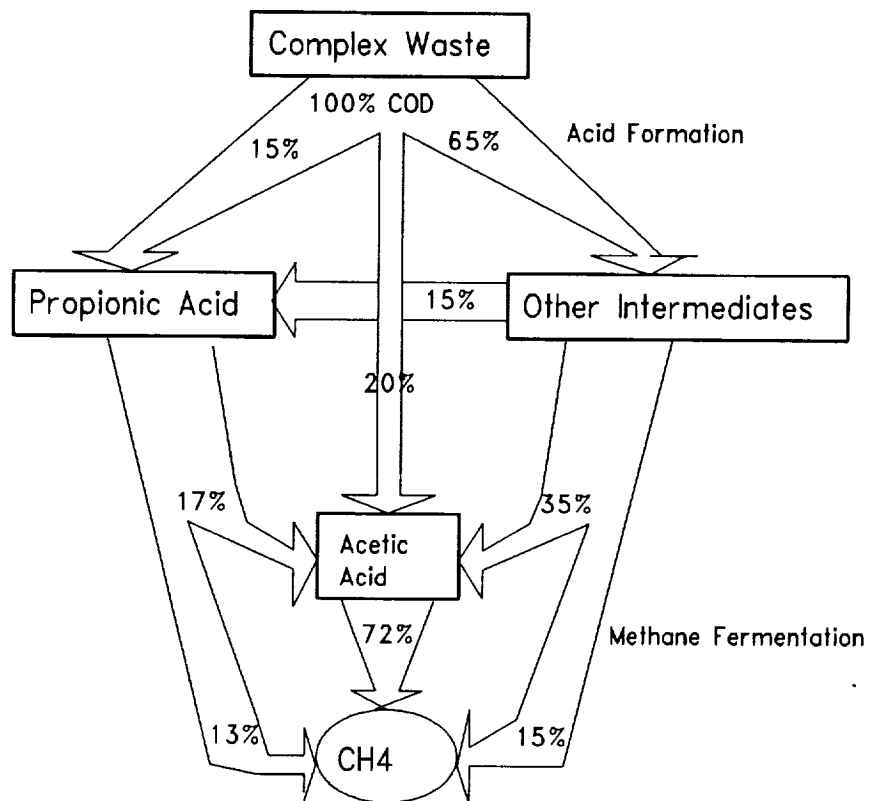 Complex Waste
100% COD
Acid Formation
15%
65%
Propionic Acid
15%
Other Intermediates
20%
17%
35%
Acetic
Acid
72%
Methane Fermentation
13%
15%
CH4